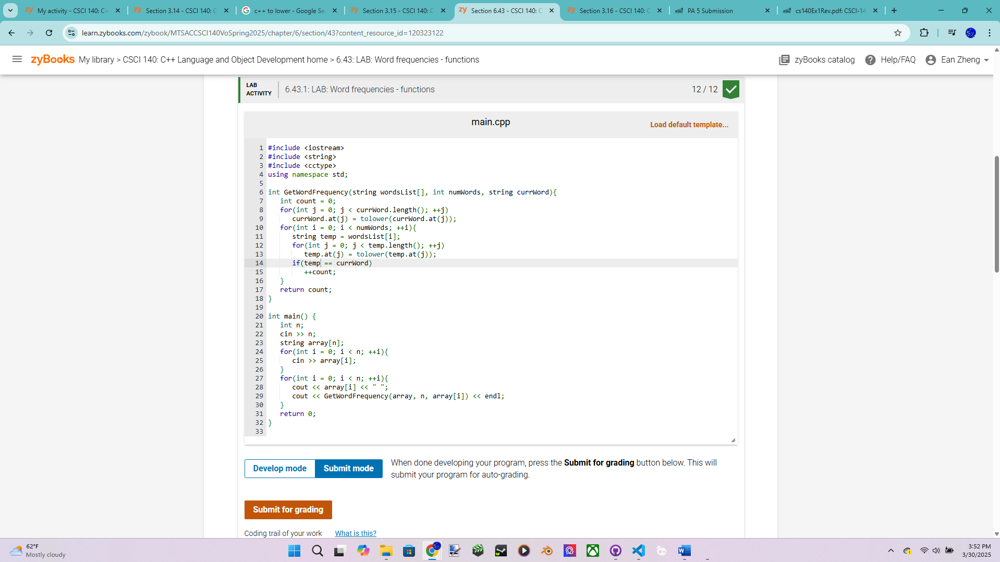 My activity - CSCI 140: C+
Section 3.14 - CSCI 140: C
c++ to lower - Google Se
Section 3.15 - CSCI 140: C
Section 6.43 - CSCI 140: C
Section 3.16 - CSCI 140: C
PA 5 Submission
cs140Ex1Rev.pdf: CSCI-14
learn.zybooks.com/zybook/MTSACCSCI140VoSpring2025/chapter/6/section/43?content_resource_id=120323122
zyBooks My library > CSCI 140: C++ Language and Object Development home > 6.43: LAB: Word frequencies - functions
zyBooks catalog
Help/FAQ
Ean Zheng
LAB
ACTIVITY
6.43.1: LAB: Word frequencies - functions
12 / 12
main.cpp
Load default template...
1 #include <iostream>
2 #include <string>
3 #include <cctype>
4 using namespace std;
5
6 int GetWordFrequency(string wordsList[], int numWords, string currWord){
7    int count = 0;
8    for(int j = 0; j < currWord.length(); ++j)
9       currWord.at(j) = tolower(currWord.at(j));
10    for(int i = 0; i < numWords; ++i){
11       string temp = wordsList[i];
12       for(int j = 0; j < temp.length(); ++j)
13          temp.at(j) = tolower(temp.at(j));
14       if(temp == currWord)
15          ++count;
16    }
17    return count;
18 }
19
20 int main() {
21    int n;
22    cin >> n;
23    string array[n];
24    for(int i = 0; i < n; ++i){
25       cin >> array[i];
26    }
27    for(int i = 0; i < n; ++i){
28       cout << array[i] << " ";
29       cout << GetWordFrequency(array, n, array[i]) << endl;
30    }
31    return 0;
32 }
33
Develop mode
Submit mode
When done developing your program, press the Submit for grading button below. This will
submit your program for auto-grading.
Submit for grading
Coding trail of your work
What is this?
62°F
Mostly cloudy
3:52 PM
3/30/2025